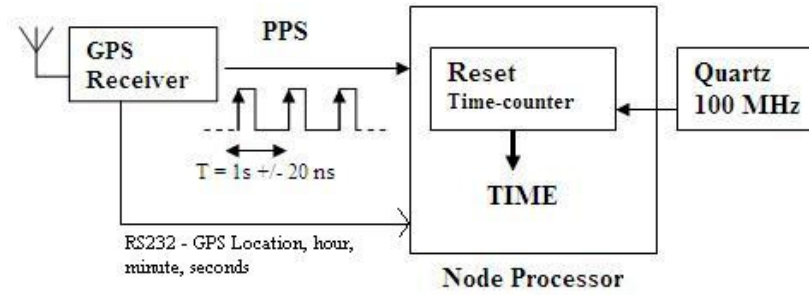 GPS
Receiver
PPS
T = 1s +/- 20 ns
RS232 - GPS Location, hour,
minute, seconds
Reset
Time-counter
TIME
Node Processor
Quartz
100 MHz